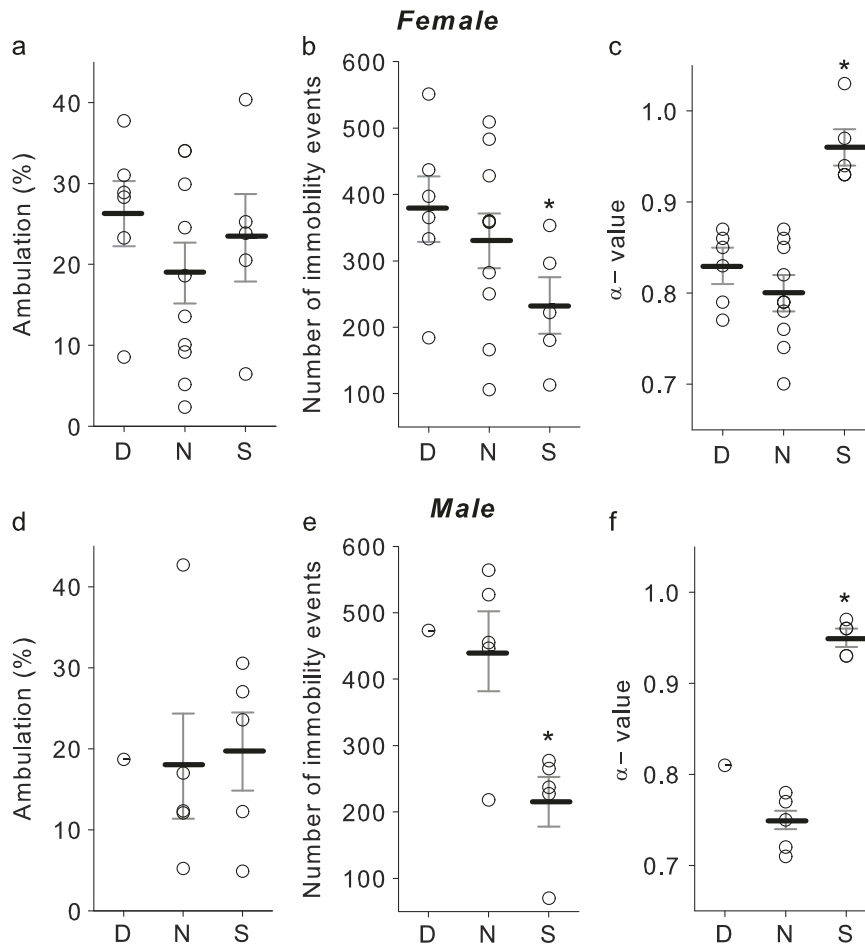 Female
a
b
c
Ambulation (%)
40
30
20
10
0
D N S
Number of immobility events
600
500
400
300
200
100
*
D N S
α– value
1.0
0.9
0.8
0.7
*
D N S
Male
d
e
f
Ambulation (%)
40
30
20
10
0
D N S
Number of immobility events
600
500
400
300
200
100
*
D N S
α– value
1.0
0.9
0.8
0.7
*
D N S